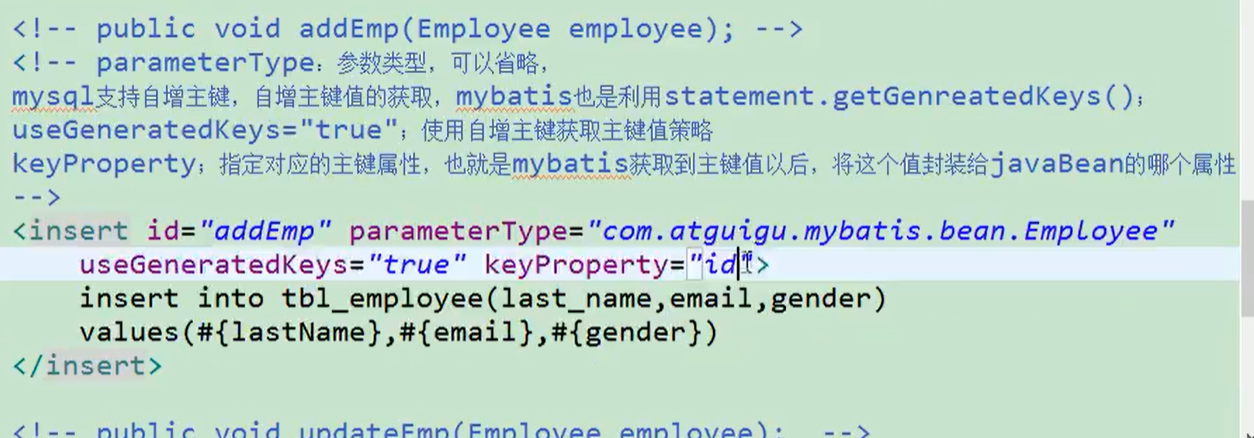 <!-- public void addEmp(Employee employee); -->
<!-- parameterType：参数类型，可以省略，
mysql支持自增主键，自增主键值的获取，mybatis也是利用statement.getGenreatedKeys()；
useGeneratedKeys="true"；使用自增主键获取主键值策略
keyProperty；指定对应的主键属性，也就是mybatis获取到主键值以后，将这个值封装给javaBean的哪个属性
-->
<insert id="addEmp" parameterType="com.atguigu.mybatis.bean.Employee"
useGeneratedKeys="true" keyProperty="id">
insert into tbl_employee(last_name,email,gender)
values(#{lastName},#{email},#{gender})
</insert>
<!-- public void updateEmp(Employee employee);  -->